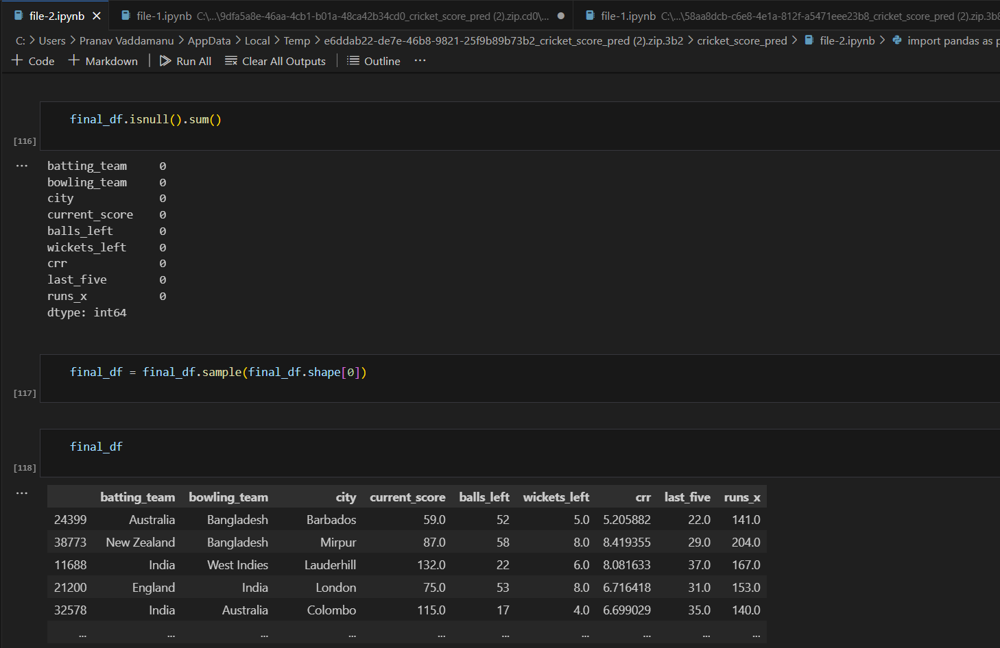 file-2.ipynb file-1.ipynb C:\...\9dfa5a8e-46aa-4cb1-b01a-48ca42b34cd0_cricket_score_pred (2).zip.cd0\... file-1.ipynb C:\...\58aa8dcb-c6e8-4e1a-812f-a5471eee23b8_cricket_score_pred (2).zip.3b8
C: > Users > Pranav Vaddamanu > AppData > Local > Temp > e6ddab22-de7e-46b8-9821-25f9b89b73b2_cricket_score_pred (2).zip.3b2 > cricket_score_pred > file-2.ipynb > import pandas as p
+ Code + Markdown | Run All Clear All Outputs | Outline ...
final_df.isnull().sum()
[116]
... batting_team 0
bowling_team 0
city 0
current_score 0
balls_left 0
wickets_left 0
crr 0
last_five 0
runs_x 0
dtype: int64
final_df = final_df.sample(final_df.shape[0])
[117]
final_df
[118]
... batting_team bowling_team city current_score balls_left wickets_left crr last_five runs_x
24399 Australia Bangladesh Barbados 59.0 52 5.0 5.205882 22.0 141.0
38773 New Zealand Bangladesh Mirpur 87.0 58 8.0 8.419355 29.0 204.0
11688 India West Indies Lauderhill 132.0 22 6.0 8.081633 37.0 167.0
21200 England India London 75.0 53 8.0 6.716418 31.0 153.0
32578 India Australia Colombo 115.0 17 4.0 6.699029 35.0 140.0
... ... ... ... ... ... ... ... ... ...